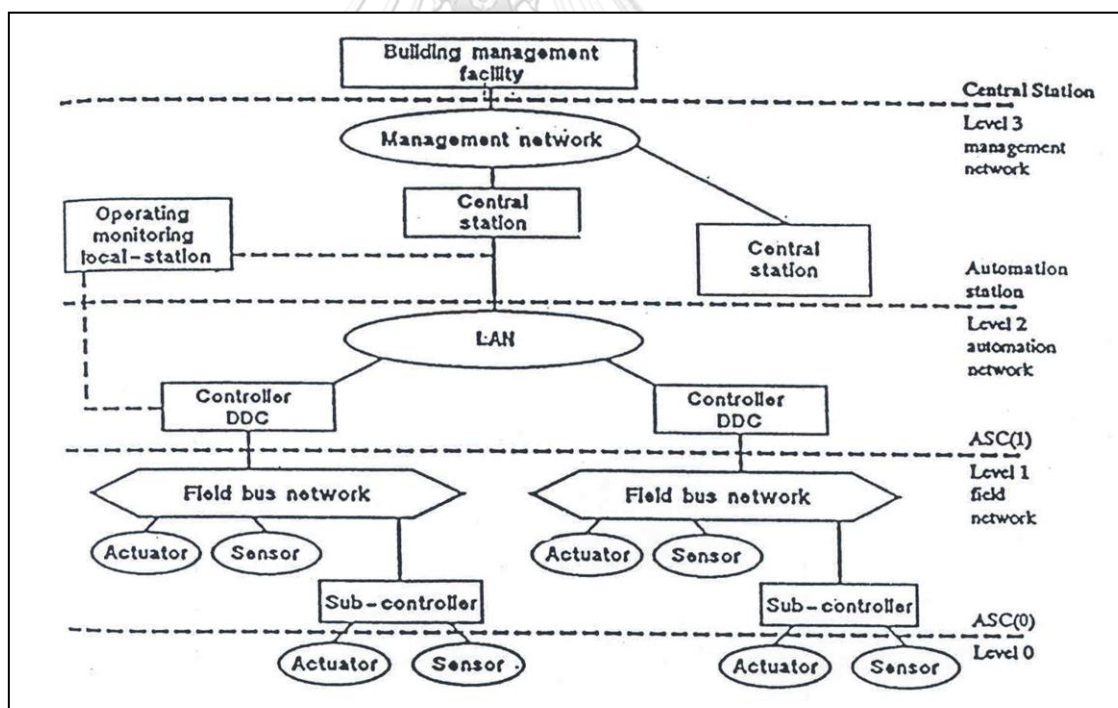 Building management
facility
Central Station
Level 3
management
network
Management network
Central
station
Operating
monitoring
local-station
Central
station
Automation
station
Level 2
automation
network
LAN
Controller
DDC
Controller
DDC
ASC(1)
Level 1
field
network
Field bus network
Field bus network
Actuator
Sensor
Actuator
Sensor
Sub-controller
Sub-controller
ASC(0)
Level 0
Actuator
Sensor
Actuator
Sensor